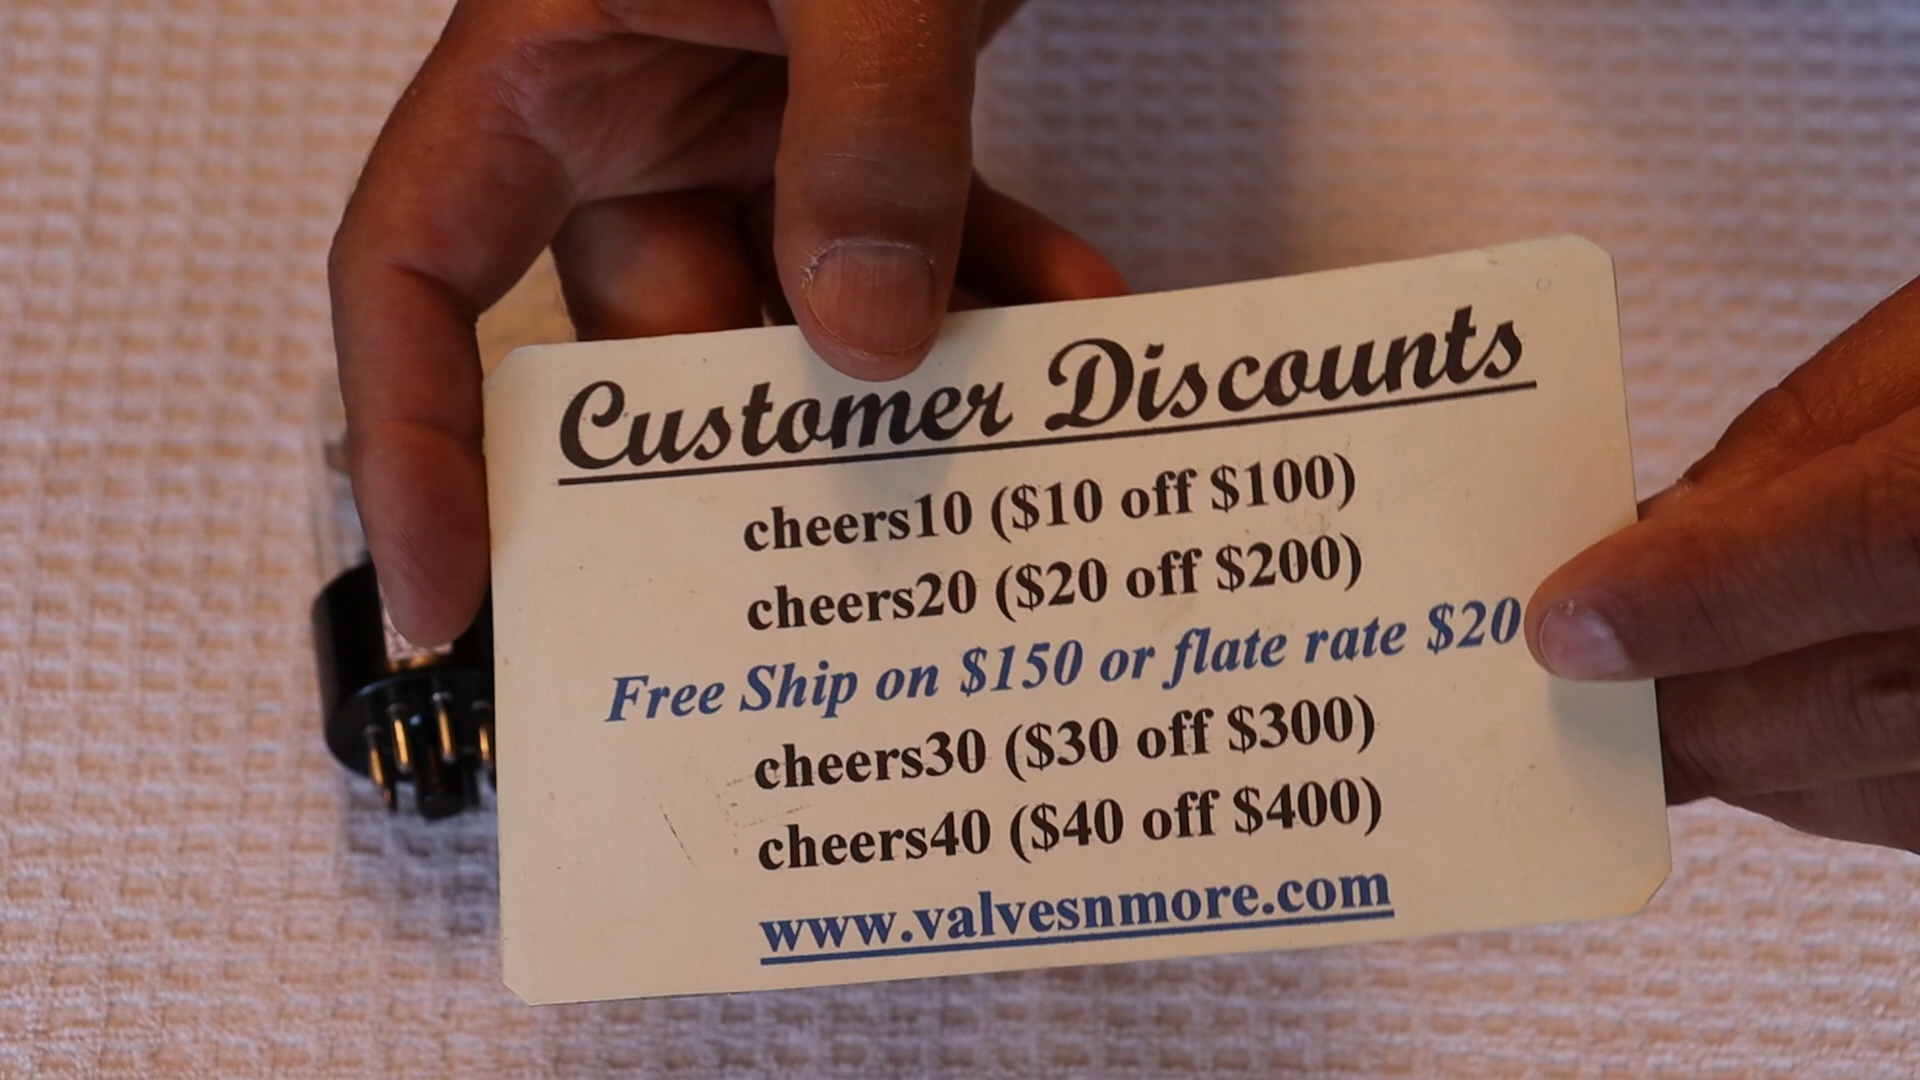 Customer Discounts
cheers10 ($10 off $100)
cheers20 ($20 off $200)
Free Ship on $150 or flate rate $20
cheers30 ($30 off $300)
cheers40 ($40 off $400)
www.valvesnmore.com